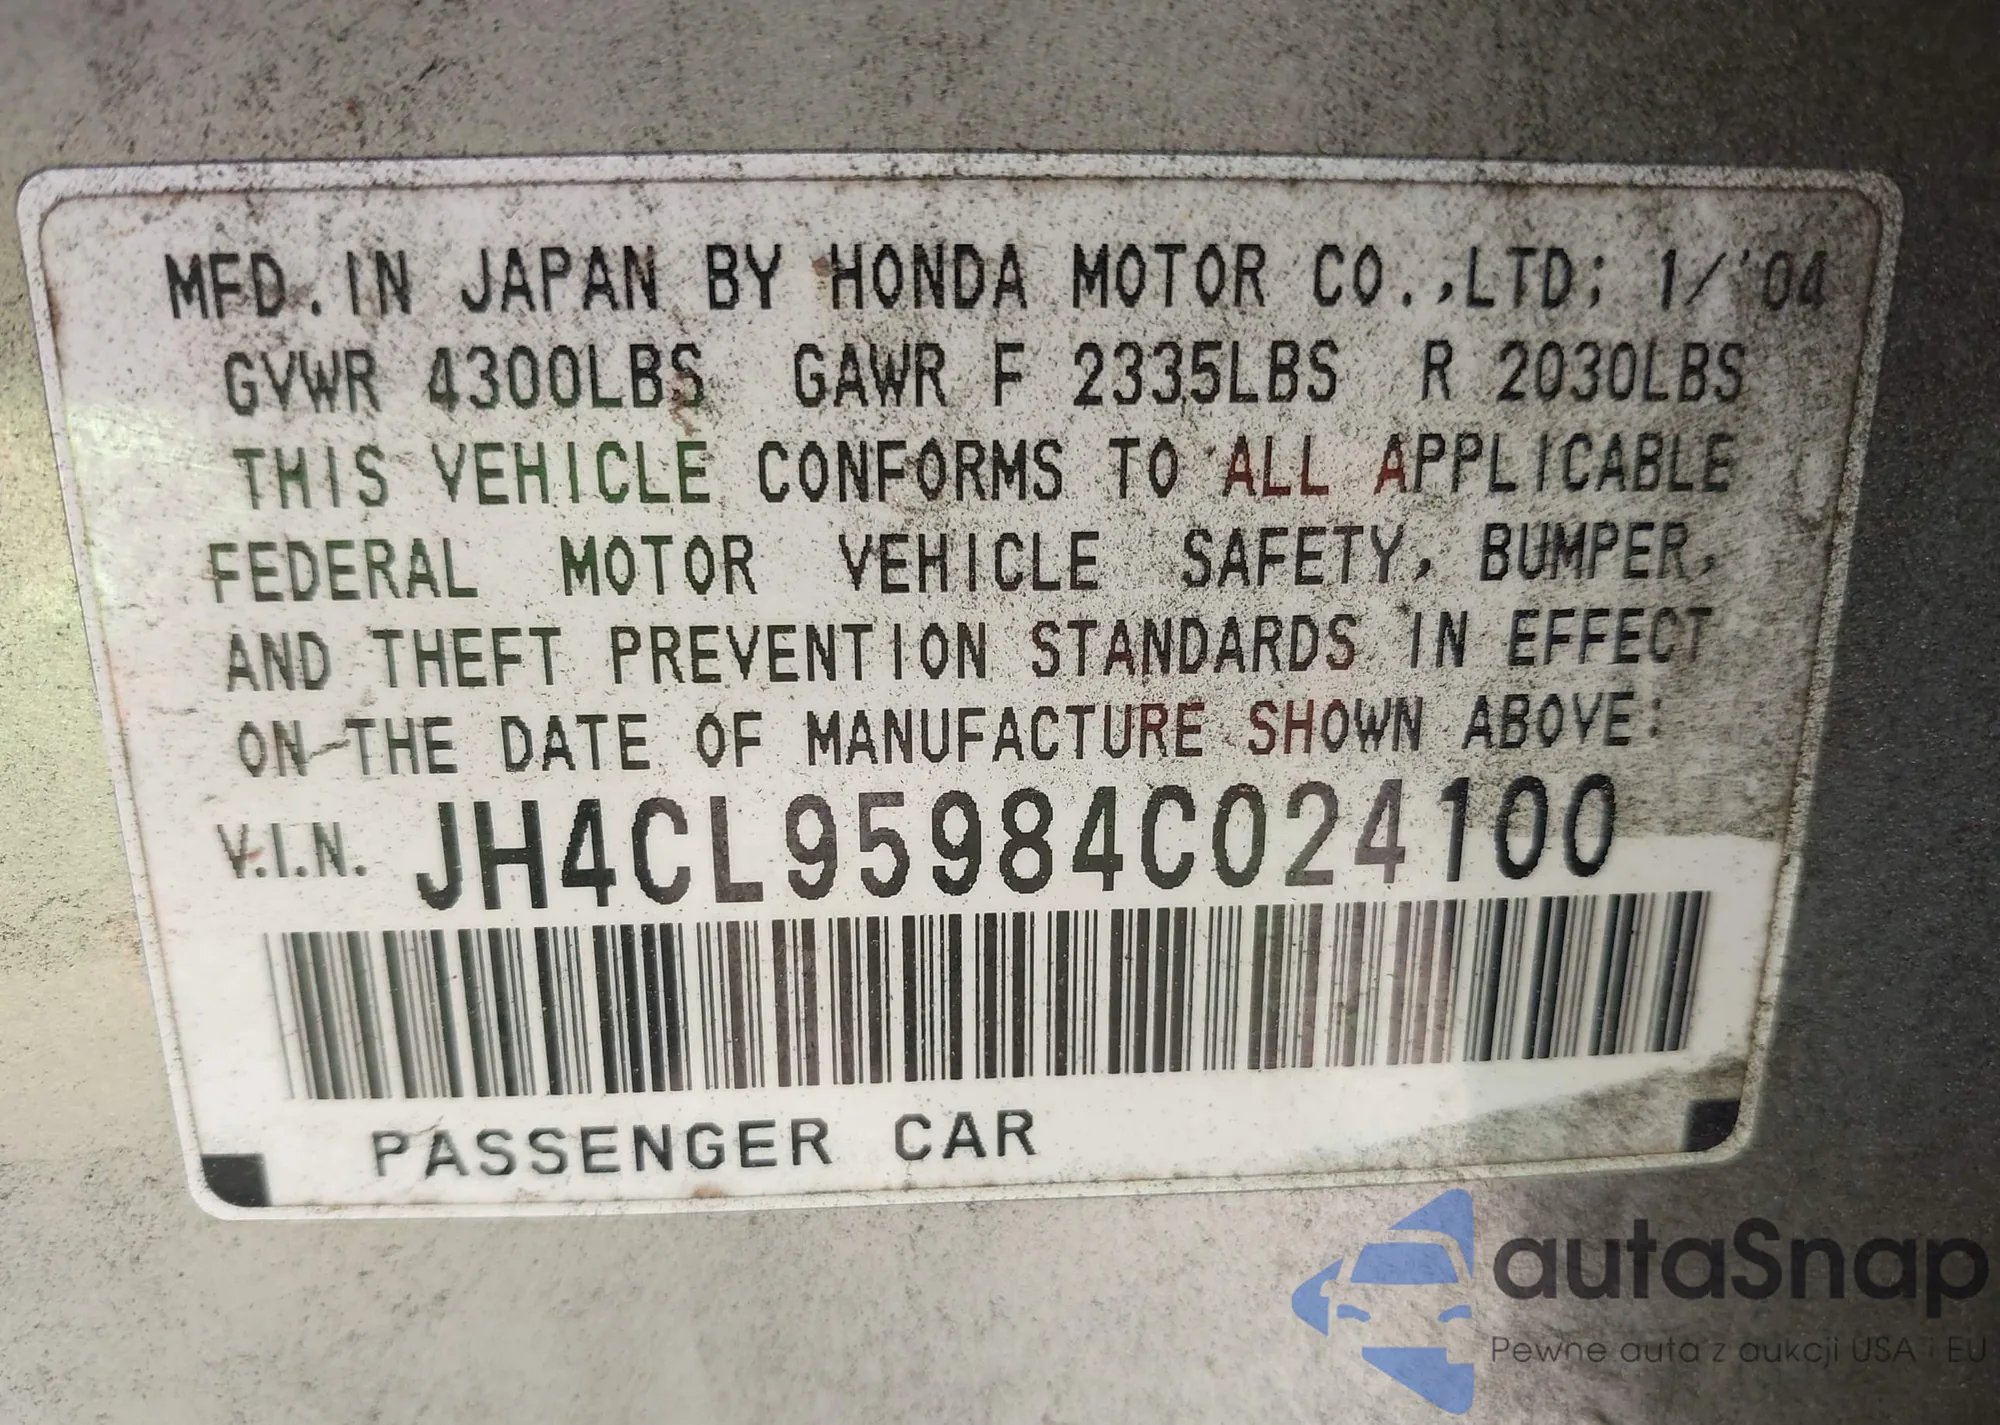 MFD. IN JAPAN BY HONDA MOTOR CO.,LTD; 1/'04
GVWR 4300LBS GAWR F 2335LBS R 2030LBS
THIS VEHICLE CONFORMS TO ALL APPLICABLE
FEDERAL MOTOR VEHICLE SAFETY, BUMPER,
AND THEFT PREVENTION STANDARDS IN EFFECT
ON THE DATE OF MANUFACTURE SHOWN ABOVE:
V.I.N. JH4CL95984C024100
PASSENGER CAR
autaSnap
Pewne auta z aukcji USA i EU